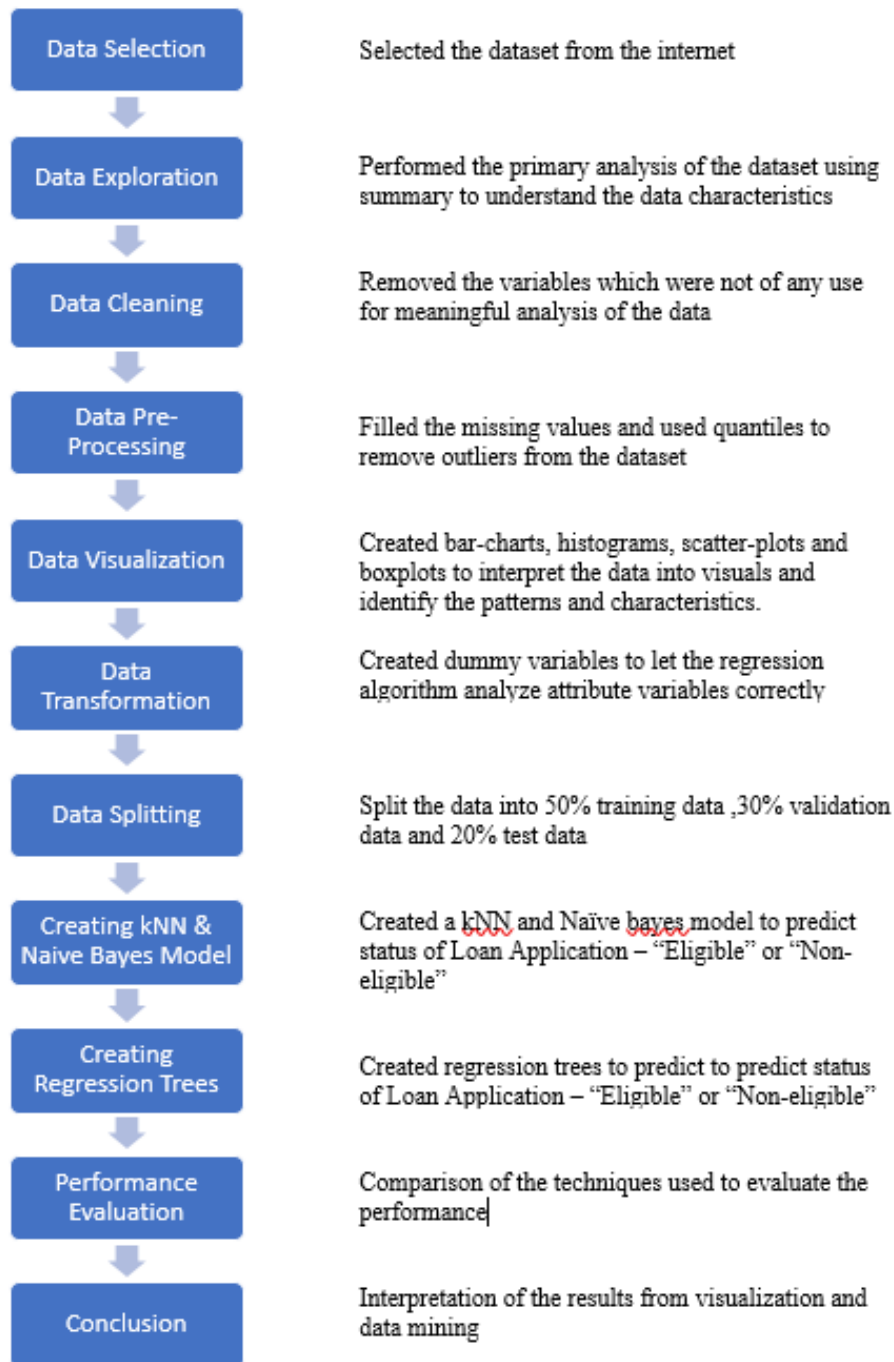 Data Selection
Selected the dataset from the internet
Data Exploration
Performed the primary analysis of the dataset using
summary to understand the data characteristics
Data Cleaning
Removed the variables which were not of any use
for meaningful analysis of the data
Data Pre-
Processing
Filled the missing values and used quantiles to
remove outliers from the dataset
Data Visualization
Created bar-charts, histograms, scatter-plots and
boxplots to interpret the data into visuals and
identify the patterns and characteristics.
Data
Transformation
Created dummy variables to let the regression
algorithm analyze attribute variables correctly
Data Splitting
Split the data into 50% training data ,30% validation
data and 20% test data
Creating kNN &
Naive Bayes Model
Created a kNN and Naïve bayes model to predict
status of Loan Application – “Eligible” or “Non-
eligible”
Creating
Regression Trees
Created regression trees to predict to predict status
of Loan Application – “Eligible” or “Non-eligible”
Performance
Evaluation
Comparison of the techniques used to evaluate the
performance
Conclusion
Interpretation of the results from visualization and
data mining